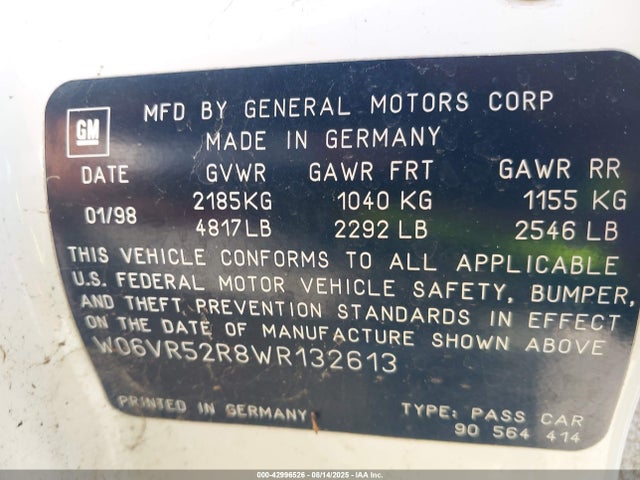 GM
MFD BY GENERAL MOTORS CORP
MADE IN GERMANY
DATE GVWR GAWR FRT GAWR RR
01/98 2185KG 1040 KG 1155 KG
4817LB 2292 LB 2546 LB
THIS VEHICLE CONFORMS TO ALL APPLICABLE
U.S. FEDERAL MOTOR VEHICLE SAFETY, BUMPER,
AND THEFT PREVENTION STANDARDS IN EFFECT
ON THE DATE OF MANUFACTURE SHOWN ABOVE
W06VR52R8WR132613
PRINTED IN GERMANY
TYPE: PASS CAR
90 564 414
000-42996526 - 08/14/2025 - IAAI.COM